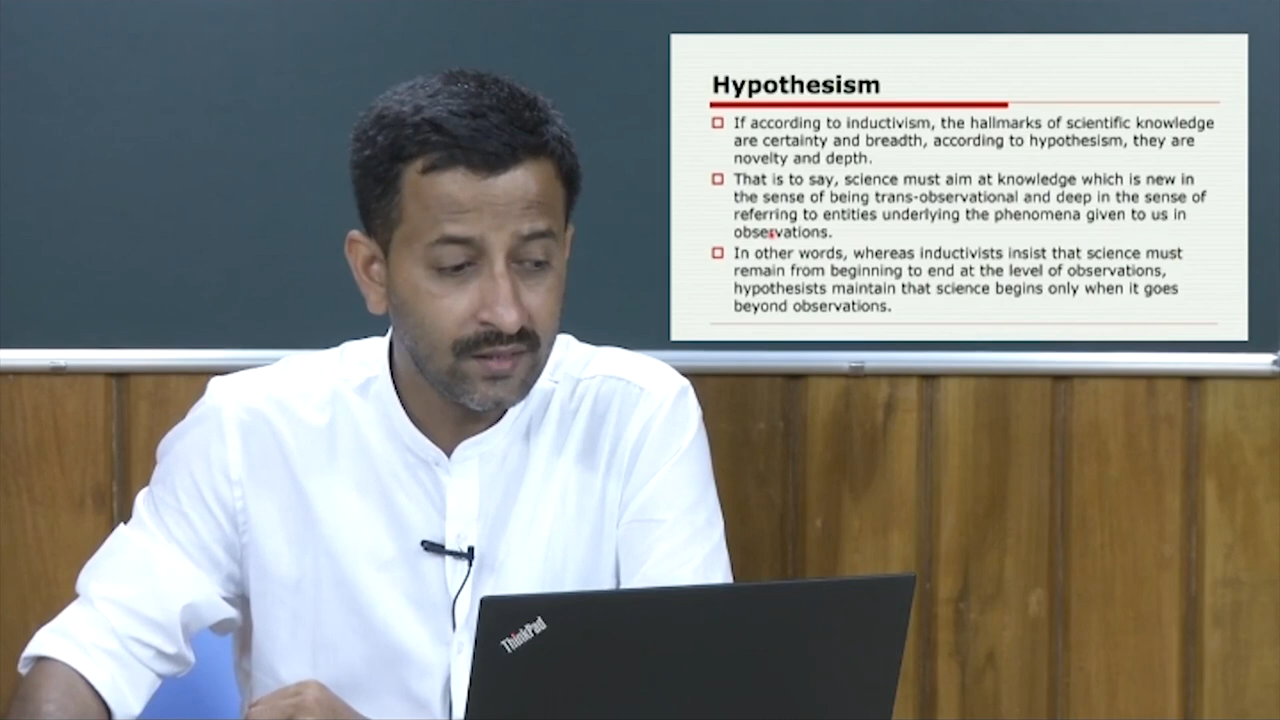 Hypothesism
If according to inductivism, the hallmarks of scientific knowledge
are certainty and breadth, according to hypothesism, they are
novelty and depth.
That is to say, science must aim at knowledge which is new in
the sense of being trans-observational and deep in the sense of
referring to entities underlying the phenomena given to us in
observations.
In other words, whereas inductivists insist that science must
remain from beginning to end at the level of observations,
hypothesists maintain that science begins only when it goes
beyond observations.
ThinkPad